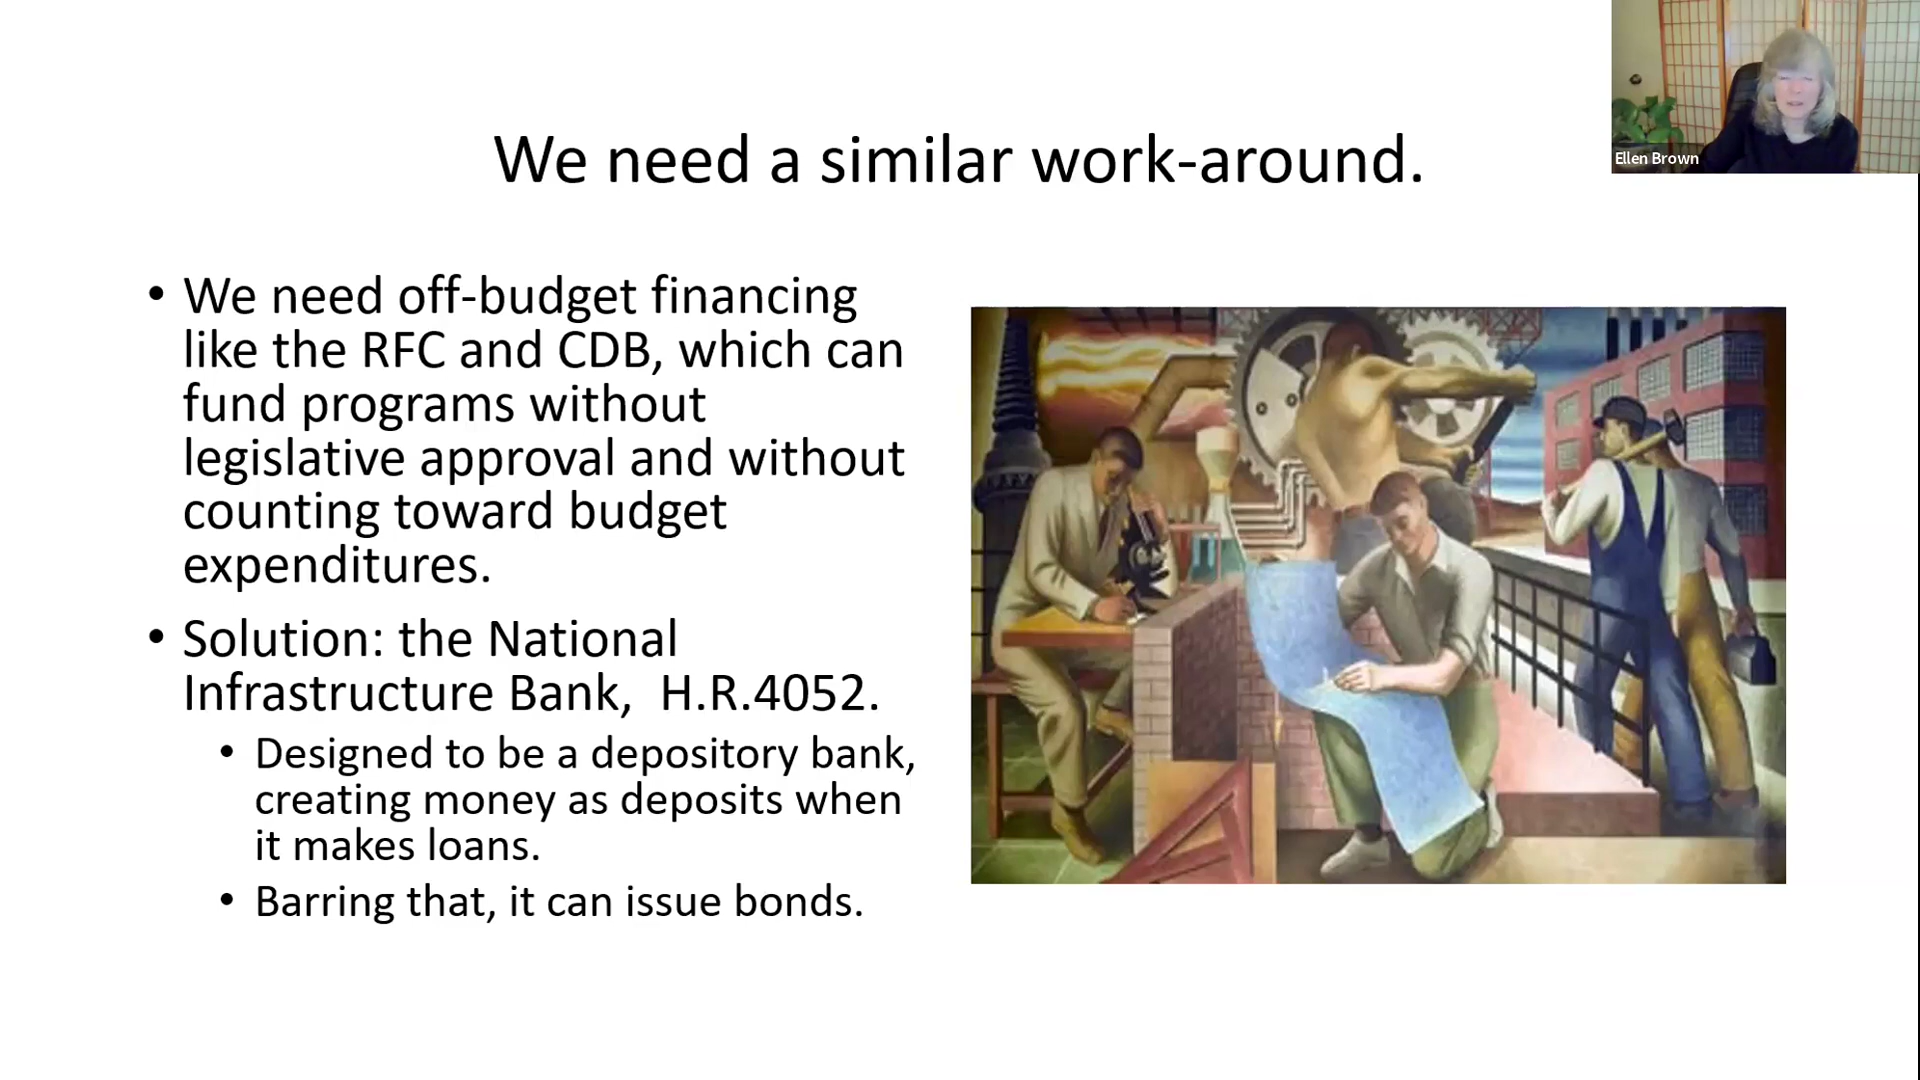 Ellen Brown
We need a similar work-around.
• We need off-budget financing
like the RFC and CDB, which can
fund programs without
legislative approval and without
counting toward budget
expenditures.
• Solution: the National
Infrastructure Bank,  H.R.4052.
• Designed to be a depository bank,
creating money as deposits when
it makes loans.
• Barring that, it can issue bonds.